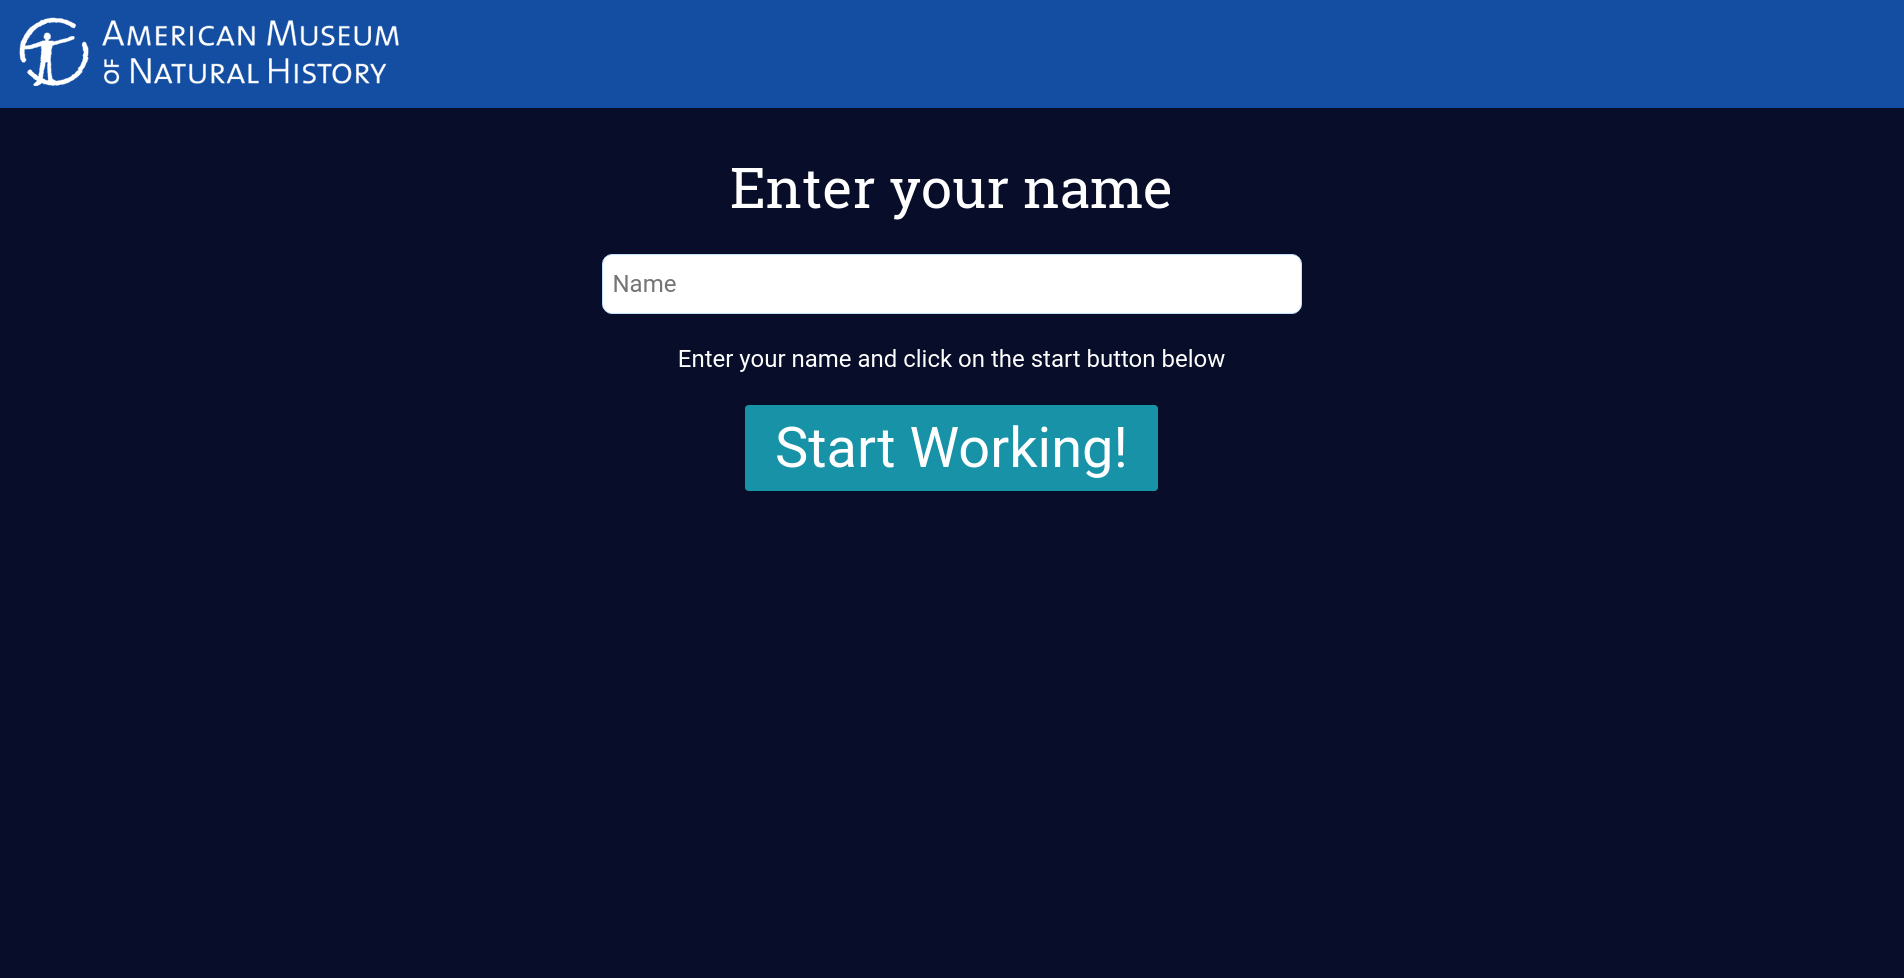 American Museum
of Natural History
Enter your name
Name
Enter your name and click on the start button below
Start Working!